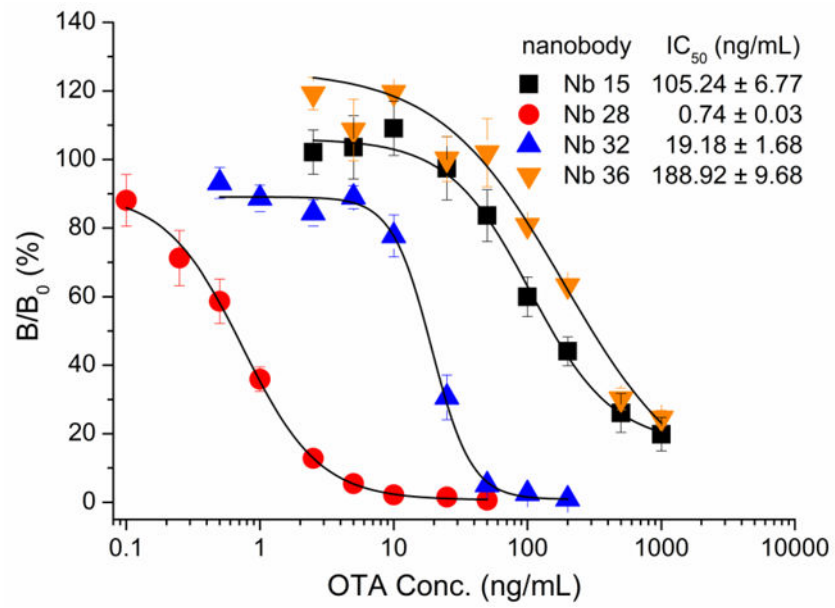 140
120
100
80
60
40
20
0
B/B₀ (%)
nanobody IC₅₀ (ng/mL)
Nb 15 105.24 ± 6.77
Nb 28 0.74 ± 0.03
Nb 32 19.18 ± 1.68
Nb 36 188.92 ± 9.68
0.1 1 10 100 1000 10000
OTA Conc. (ng/mL)